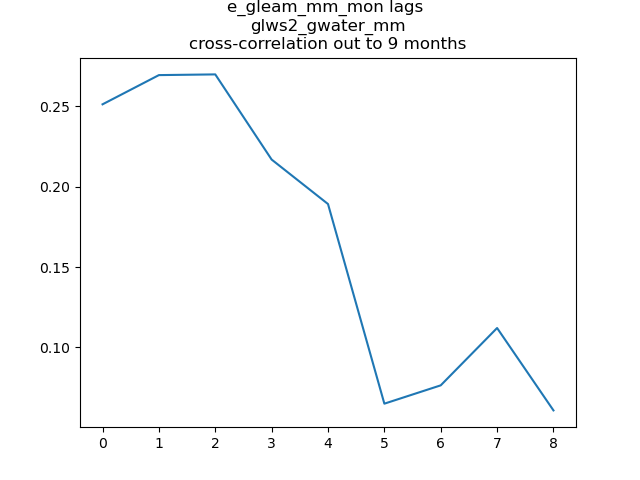 e_gleam_mm_mon lags
glws2_gwater_mm
cross-correlation out to 9 months
0.25
0.20
0.15
0.10
0 1 2 3 4 5 6 7 8